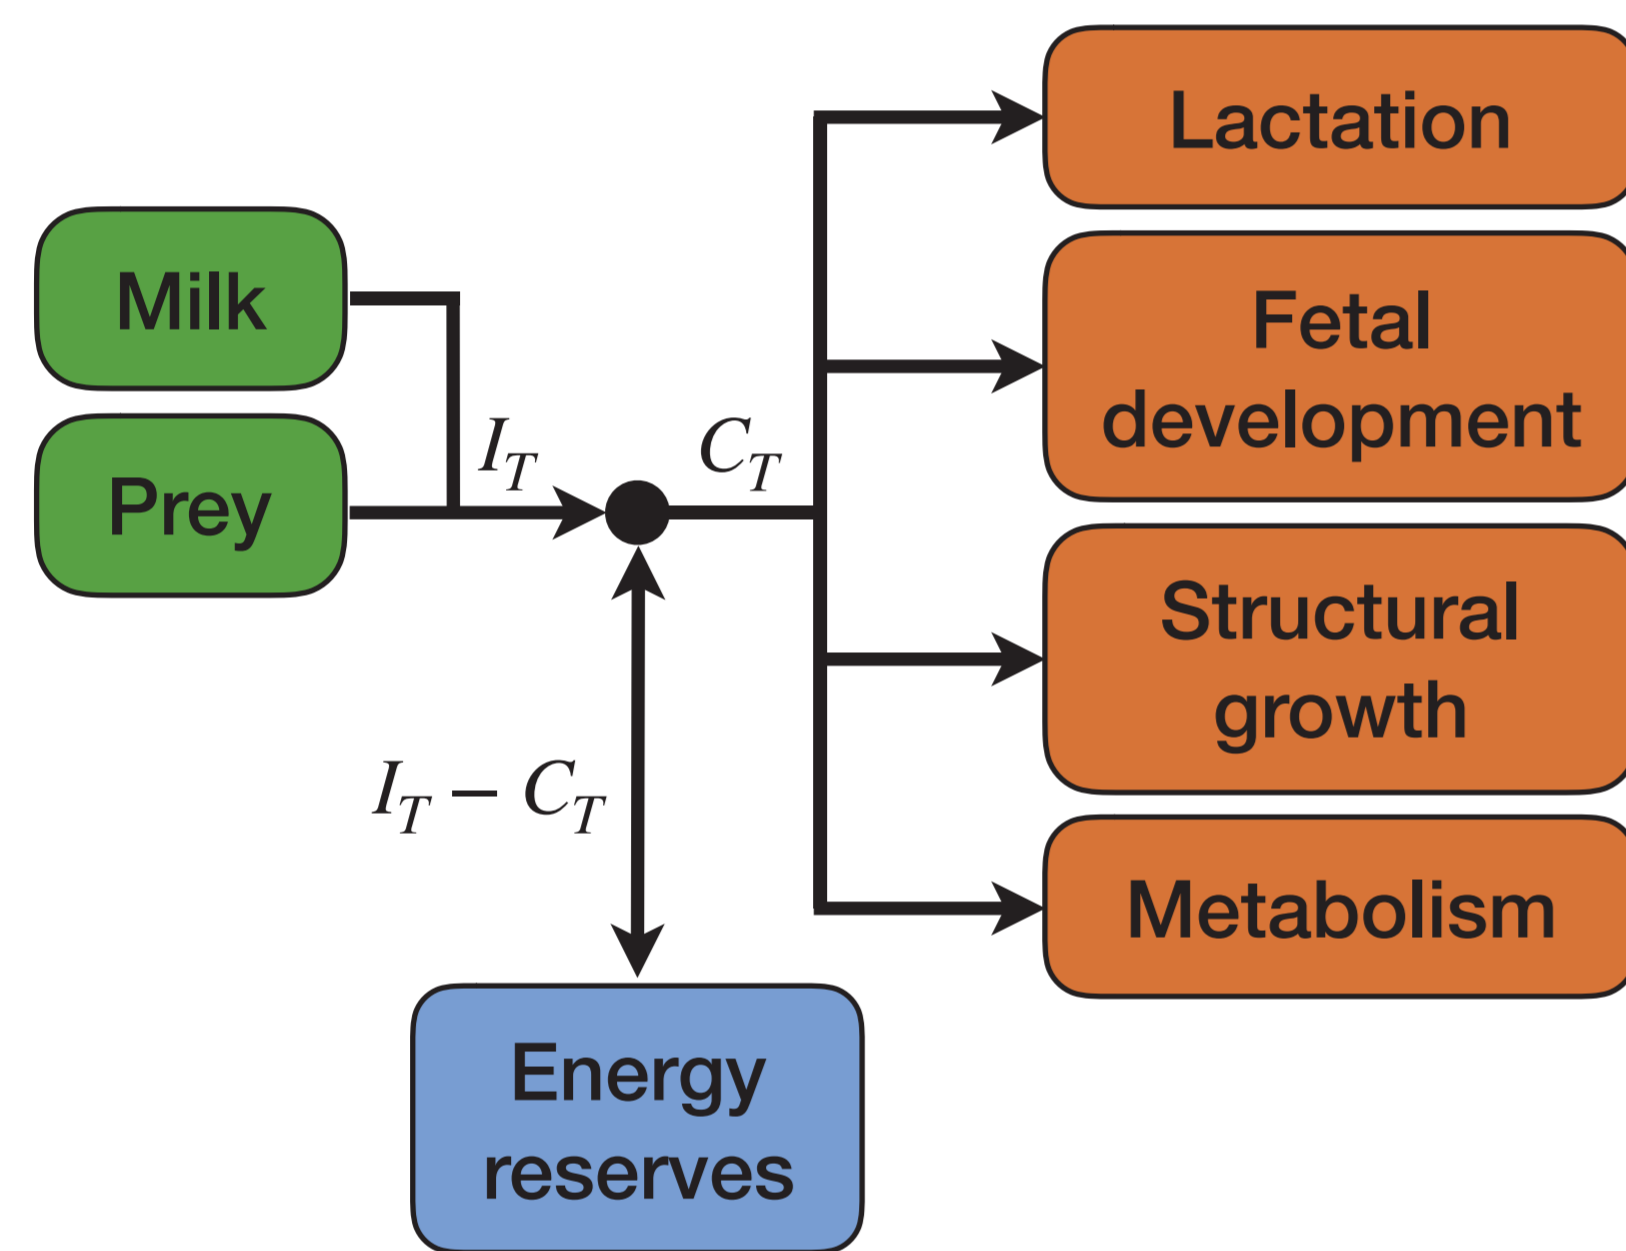 Milk
Prey
I_T
C_T
I_T – C_T
Energy
reserves
Lactation
Fetal
development
Structural
growth
Metabolism